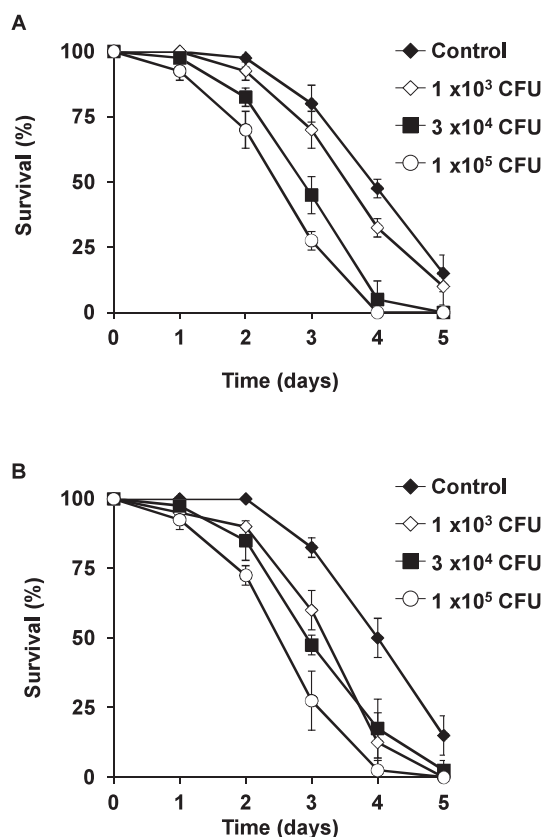 A
100
75
50
25
0
Survival (%)
0 1 2 3 4 5
Time (days)
Control
1 x10³ CFU
3 x10⁴ CFU
1 x10⁵ CFU
B
100
75
50
25
0
Survival (%)
0 1 2 3 4 5
Time (days)
Control
1 x10³ CFU
3 x10⁴ CFU
1 x10⁵ CFU